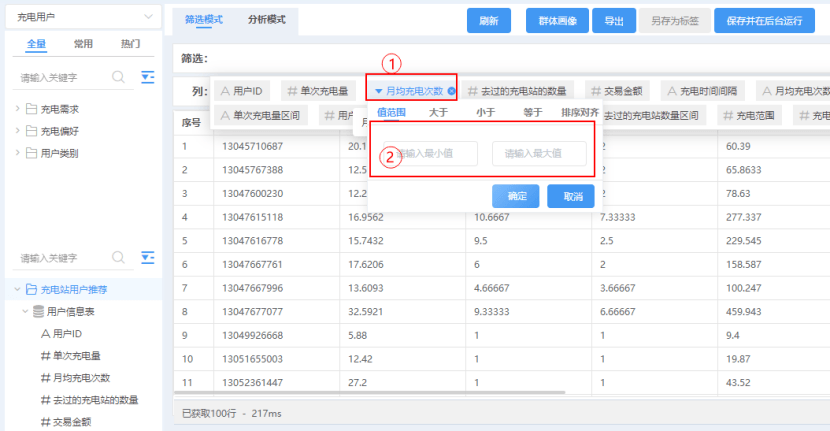 充电用户
筛选模式 分析模式 刷新 群体画像 导出 另存为标签 保存并在后台运行
全量 常用 热门
筛选：
①
请输入关键字
列： A 用户ID # 单次充电量 月均充电次数 # 去过的充电站的数量 # 交易金额 A 充电时间间隔 A 月均充电次数
A 单次充电量区间 # 用户 去过的充电站数量区间 # 充电范围 # 充电
值范围 大于 小于 等于 排序对齐
充电需求
充电偏好
用户类别
序号
② 请输入最小值 请输入最大值
确定 取消
1 13045710687 20.1 2 60.39
2 13045767388 12.5 65.8633
3 13047600230 12.2 78.63
4 13047615118 16.9562 10.6667 7.33333 277.337
5 13047616778 15.7432 9.5 2.5 229.545
6 13047667761 17.6206 6 2 158.587
7 13047667996 13.6093 4.66667 3.66667 100.247
8 13047677077 32.5921 9.33333 6.66667 459.943
9 13049926668 5.88 1 1 9.4
10 13051655003 12.42 1 1 19.87
11 13052361447 27.2 1 1 43.52
请输入关键字
充电站用户推荐
用户信息表
A 用户ID
# 单次充电量
# 月均充电次数
# 去过的充电站的数量
# 交易金额
已获取100行 - 217ms